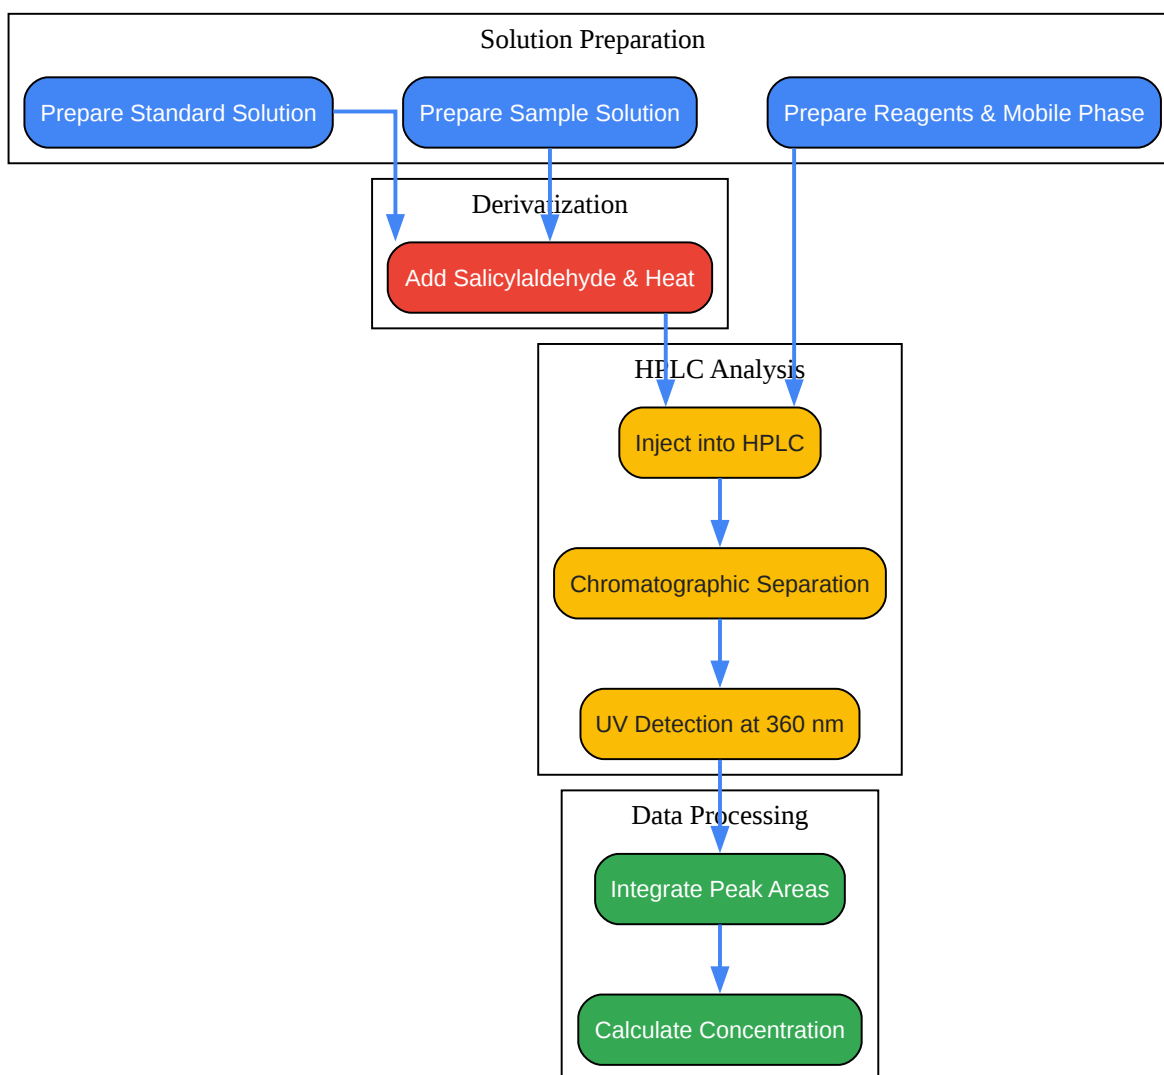 Solution Preparation
Prepare Standard Solution
Prepare Sample Solution
Prepare Reagents & Mobile Phase
Derivatization
Add Salicylaldehyde & Heat
HPLC Analysis
Inject into HPLC
Chromatographic Separation
UV Detection at 360 nm
Data Processing
Integrate Peak Areas
Calculate Concentration